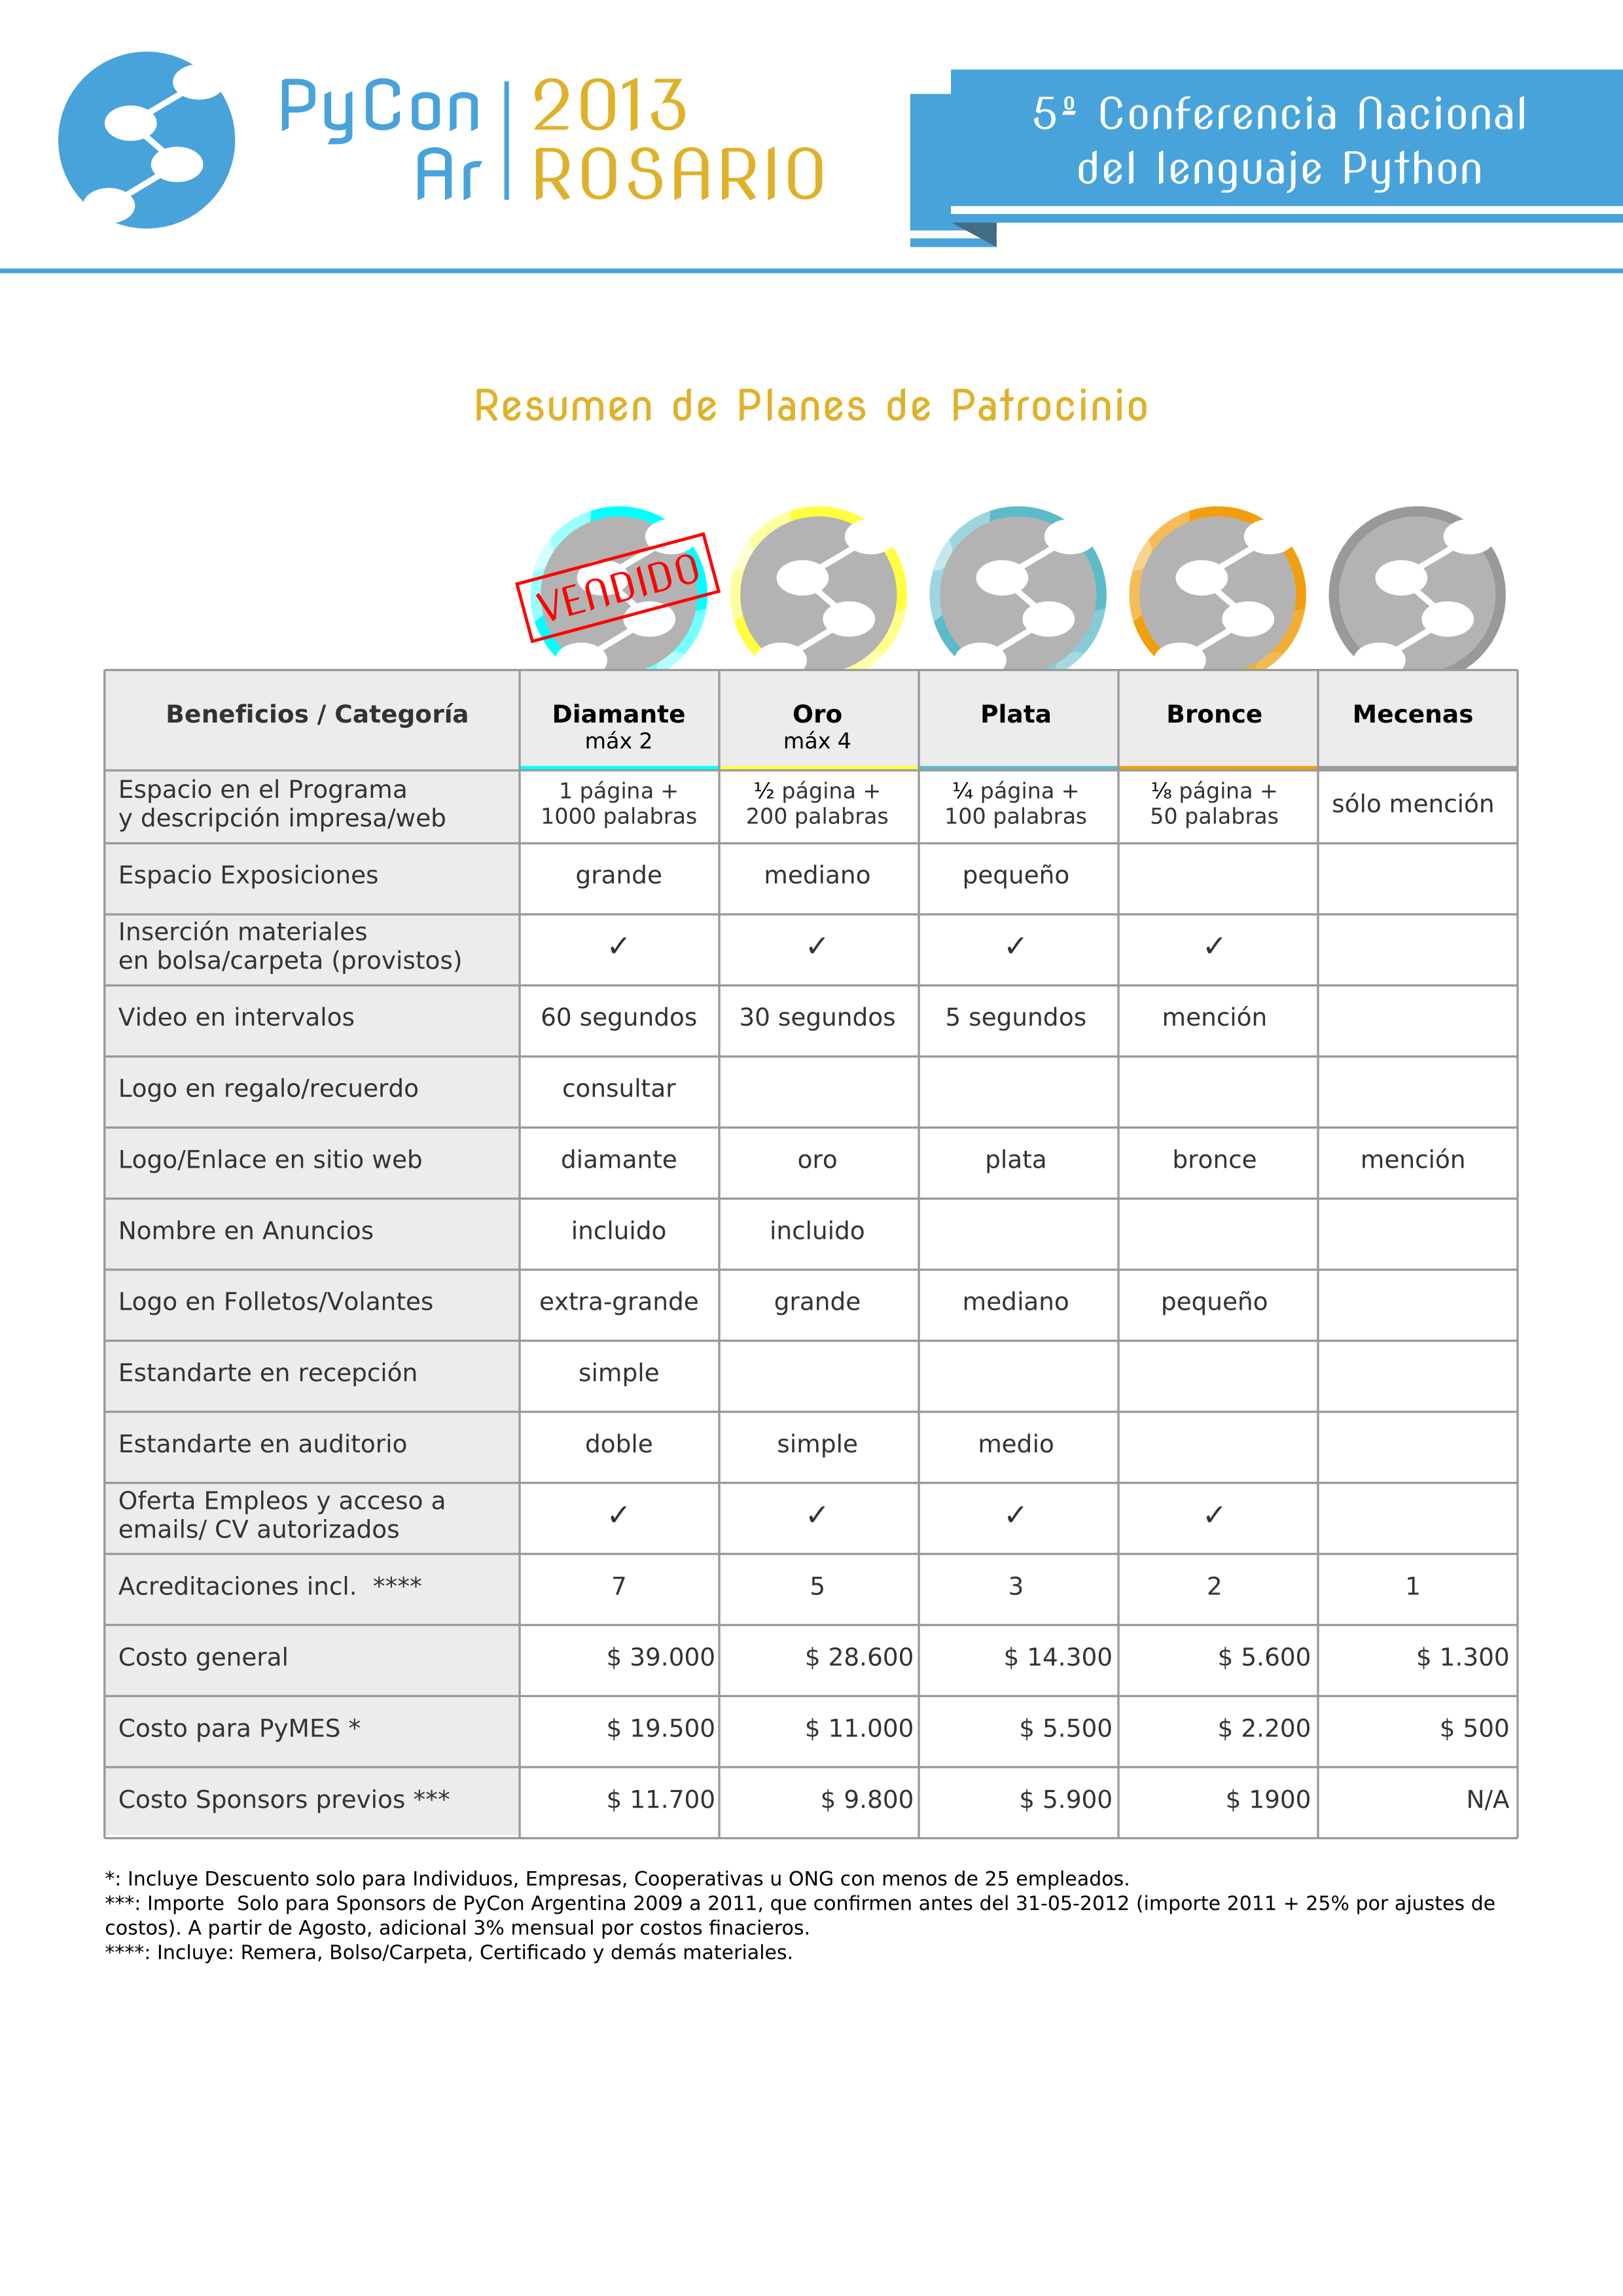 PyCon
Ar
2013
ROSARIO
5º Conferencia Nacional
del lenguaje Python
Resumen de Planes de Patrocinio
VENDIDO
Beneficios / Categoría Diamante Oro Plata Bronce Mecenas
máx 2 máx 4
Espacio en el Programa
y descripción impresa/web
1 página +
1000 palabras
½ página +
200 palabras
¼ página +
100 palabras
⅛ página +
50 palabras
sólo mención
Espacio Exposiciones grande mediano pequeño
Inserción materiales
en bolsa/carpeta (provistos)
✓ ✓ ✓ ✓
Video en intervalos 60 segundos 30 segundos 5 segundos mención
Logo en regalo/recuerdo consultar
Logo/Enlace en sitio web diamante oro plata bronce mención
Nombre en Anuncios incluido incluido
Logo en Folletos/Volantes extra-grande grande mediano pequeño
Estandarte en recepción simple
Estandarte en auditorio doble simple medio
Oferta Empleos y acceso a
emails/ CV autorizados
✓ ✓ ✓ ✓
Acreditaciones incl. **** 7 5 3 2 1
Costo general $ 39.000 $ 28.600 $ 14.300 $ 5.600 $ 1.300
Costo para PyMES * $ 19.500 $ 11.000 $ 5.500 $ 2.200 $ 500
Costo Sponsors previos *** $ 11.700 $ 9.800 $ 5.900 $ 1900 N/A
*: Incluye Descuento solo para Individuos, Empresas, Cooperativas u ONG con menos de 25 empleados.
***: Importe  Solo para Sponsors de PyCon Argentina 2009 a 2011, que confirmen antes del 31-05-2012 (importe 2011 + 25% por ajustes de
costos). A partir de Agosto, adicional 3% mensual por costos finacieros.
****: Incluye: Remera, Bolso/Carpeta, Certificado y demás materiales.